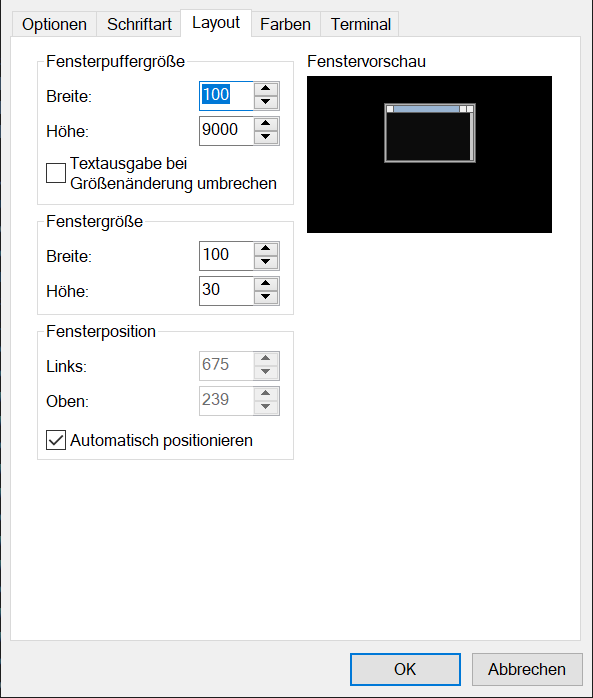 Optionen Schriftart Layout Farben Terminal
Fensterpuffergröße
Breite: 100
Höhe: 9000
Textausgabe bei
Größenänderung umbrechen
Fenstergröße
Breite: 100
Höhe: 30
Fensterposition
Links: 675
Oben: 239
Automatisch positionieren
Fenstervorschau
OK Abbrechen